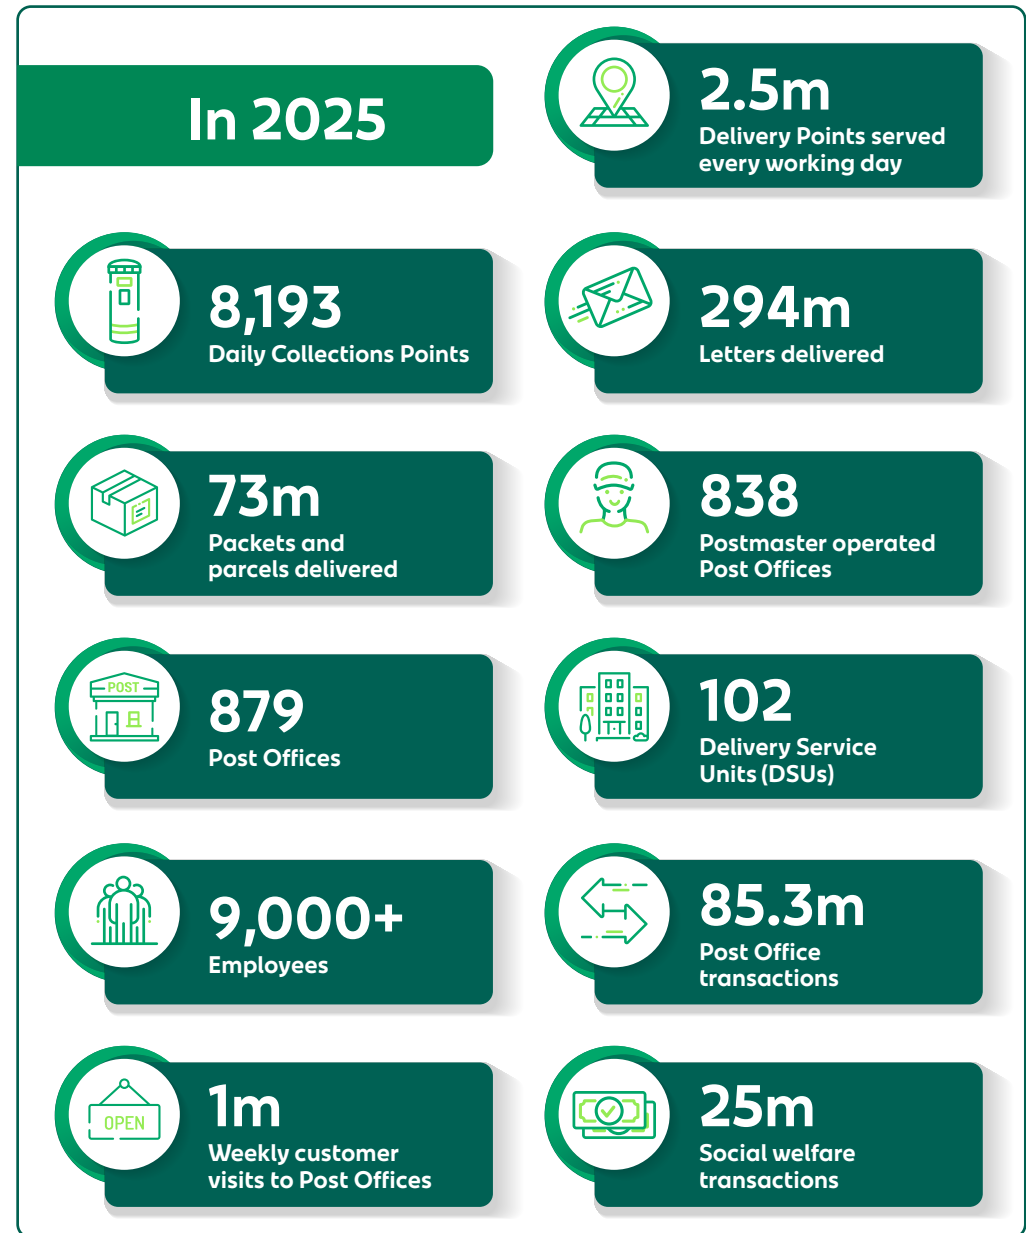 In 2025
2.5m
Delivery Points served
every working day
8,193
Daily Collections Points
294m
Letters delivered
73m
Packets and
parcels delivered
838
Postmaster operated
Post Offices
POST
879
Post Offices
102
Delivery Service
Units (DSUs)
9,000+
Employees
85.3m
Post Office
transactions
OPEN
1m
Weekly customer
visits to Post Offices
25m
Social welfare
transactions